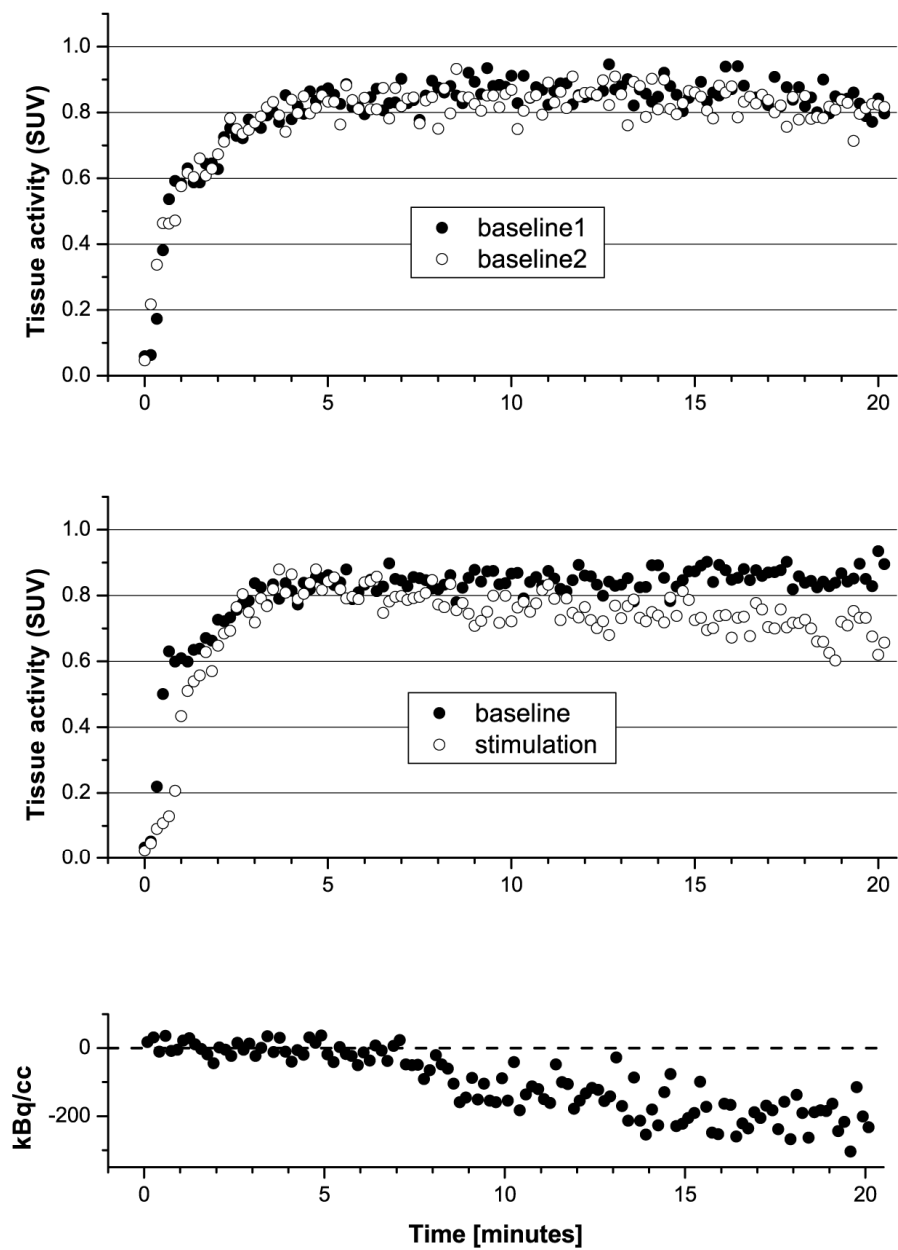 Tissue activity (SUV)
1.0
0.8
0.6
0.4
0.2
0.0
baseline1
baseline2
0 5 10 15 20
Tissue activity (SUV)
1.0
0.8
0.6
0.4
0.2
0.0
baseline
stimulation
0 5 10 15 20
kBq/cc
0
-200
0 5 10 15 20
Time [minutes]